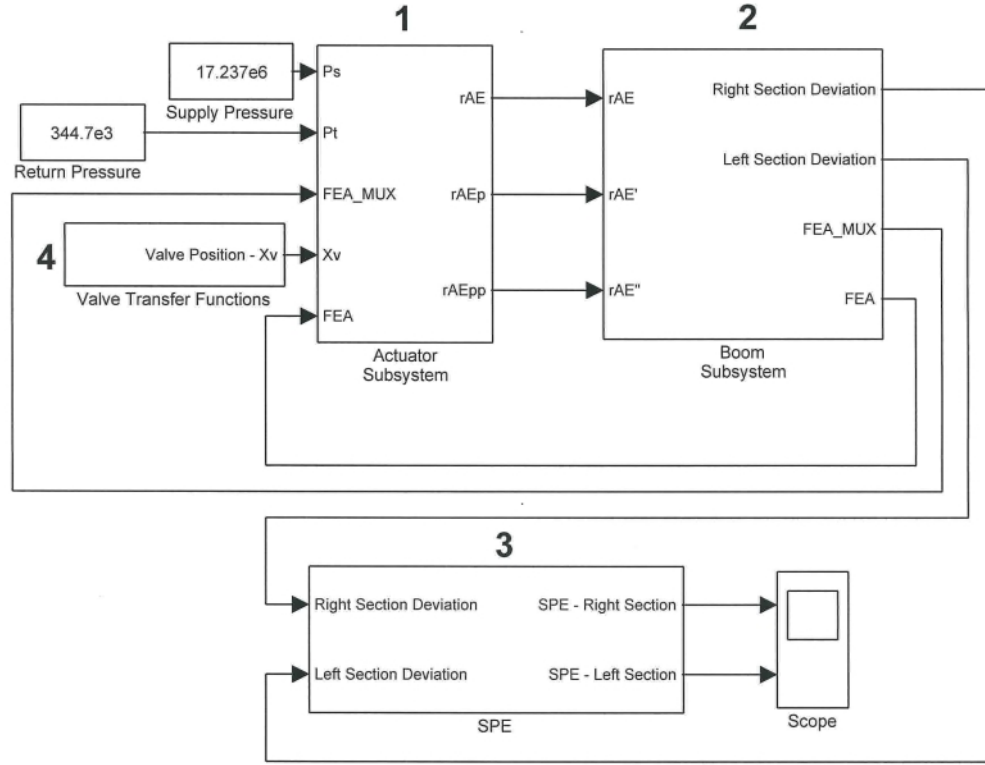 1
2
17.237e6
Supply Pressure
344.7e3
Return Pressure
Ps
Pt
FEA_MUX
Xv
FEA
rAE
rAEp
rAEpp
Actuator
Subsystem
4
Valve Position - Xv
Valve Transfer Functions
rAE
rAE'
rAE"
Right Section Deviation
Left Section Deviation
FEA_MUX
FEA
Boom
Subsystem
3
Right Section Deviation
Left Section Deviation
SPE - Right Section
SPE - Left Section
SPE
Scope